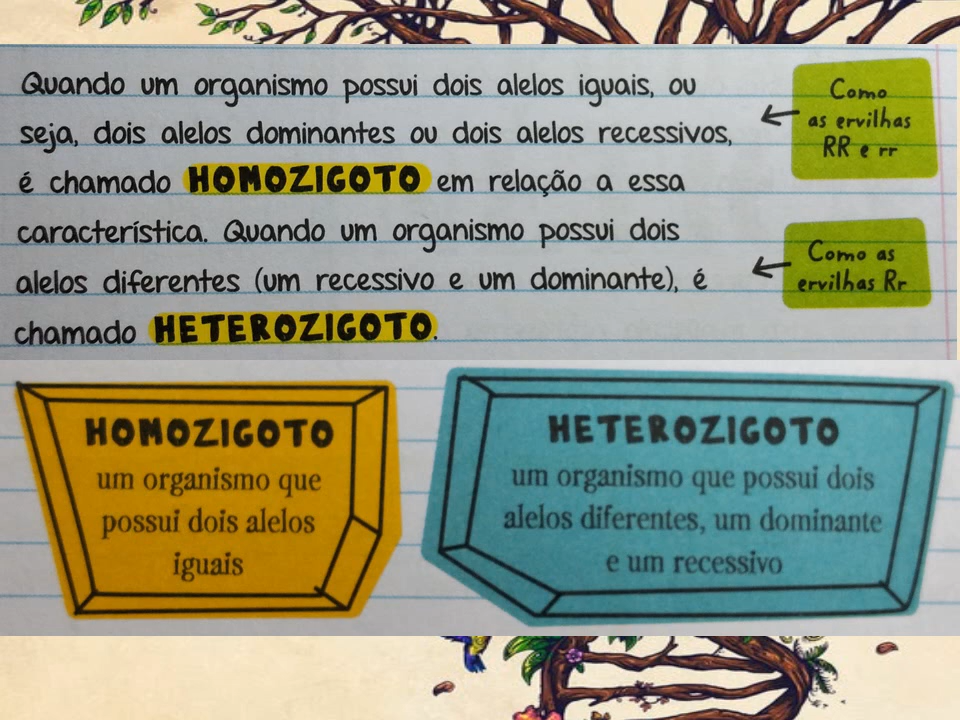 Quando um organismo possui dois alelos iguais, ou
seja, dois alelos dominantes ou dois alelos recessivos,
é chamado HOMOZIGOTO em relação a essa
característica. Quando um organismo possui dois
alelos diferentes (um recessivo e um dominante), é
chamado HETEROZIGOTO.
Como
as ervilhas
RR e rr
Como as
ervilhas Rr
HOMOZIGOTO
um organismo que
possui dois alelos
iguais
HETEROZIGOTO
um organismo que possui dois
alelos diferentes, um dominante
e um recessivo